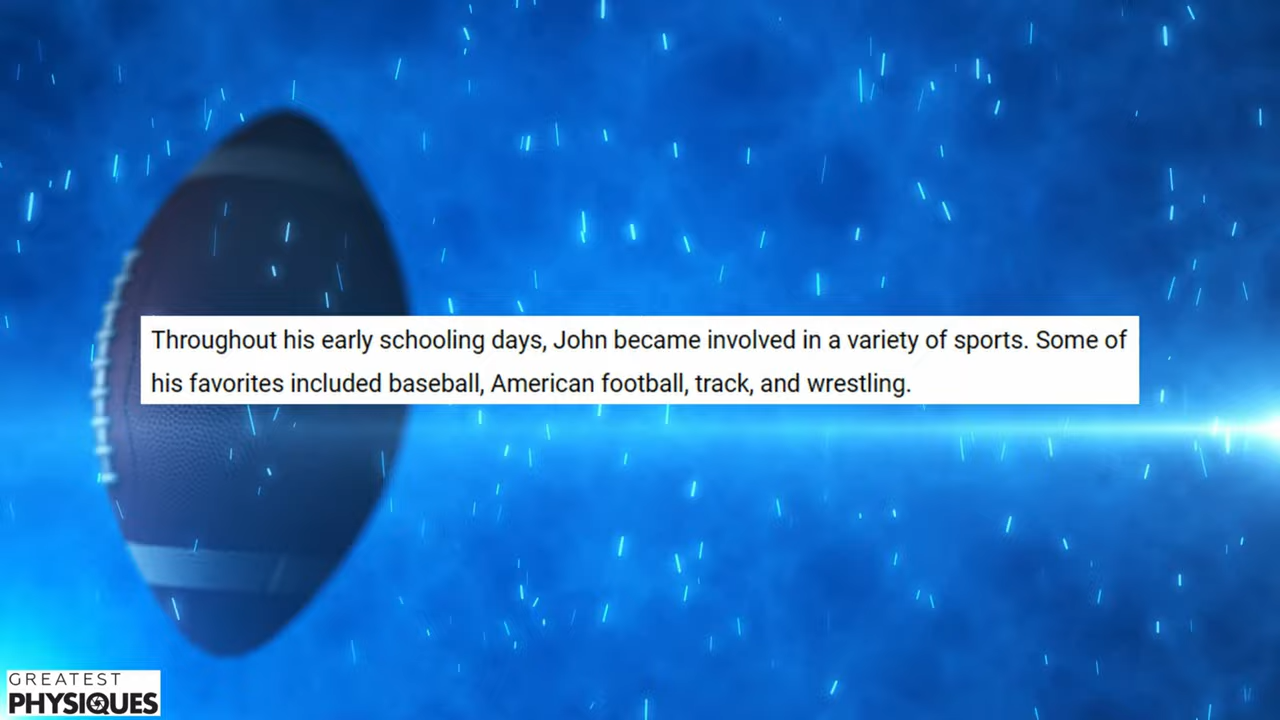 Throughout his early schooling days, John became involved in a variety of sports. Some of
his favorites included baseball, American football, track, and wrestling.
GREATEST
PHYSIQUES